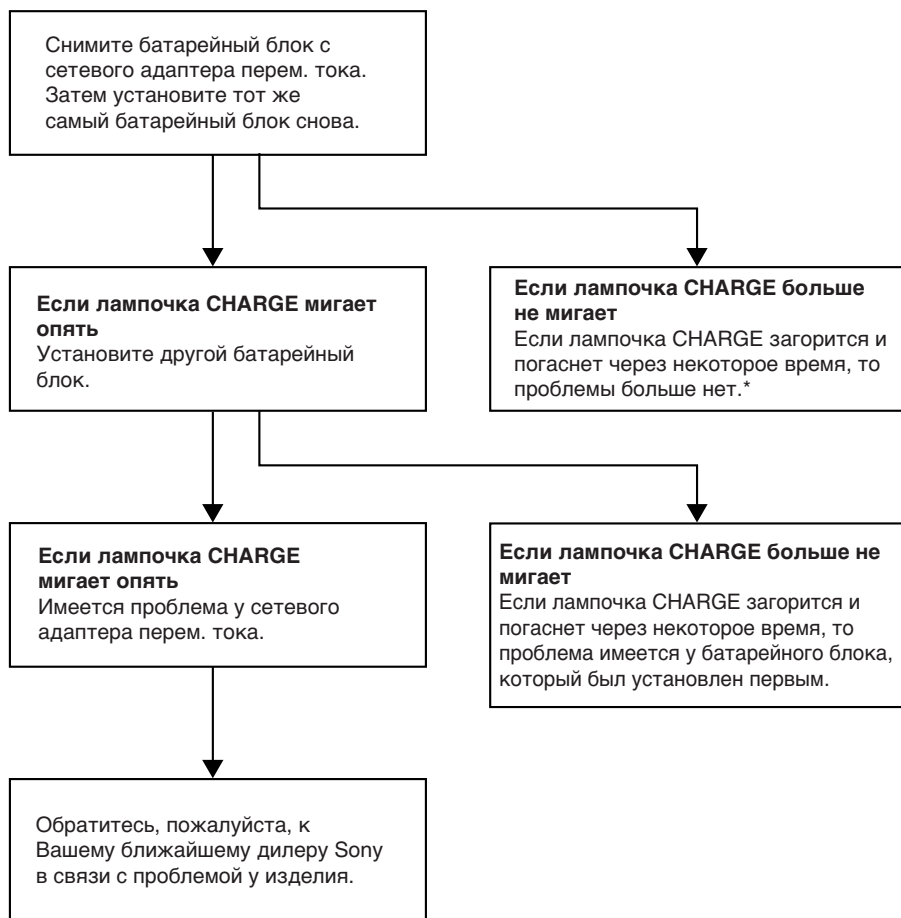 Снимите батарейный блок с
сетевого адаптера перем. тока.
Затем установите тот же
самый батарейный блок снова.
Если лампочка CHARGE мигает
опять
Установите другой батарейный
блок.
Если лампочка CHARGE больше
не мигает
Если лампочка CHARGE загорится и
погаснет через некоторое время, то
проблемы больше нет.*
Если лампочка CHARGE
мигает опять
Имеется проблема у сетевого
адаптера перем. тока.
Если лампочка CHARGE больше не
мигает
Если лампочка CHARGE загорится и
погаснет через некоторое время, то
проблема имеется у батарейного блока,
который был установлен первым.
Обратитесь, пожалуйста, к
Вашему ближайшему дилеру Sony
в связи с проблемой у изделия.